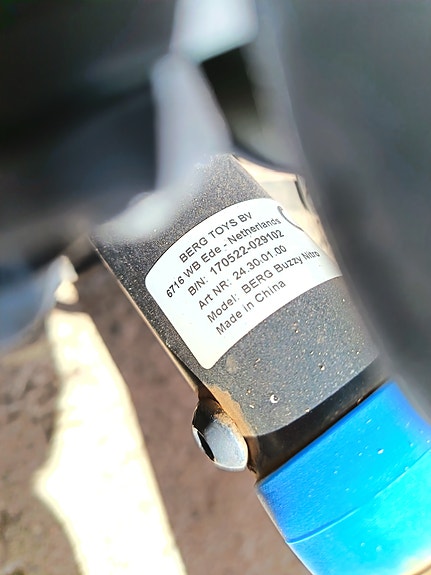 BERG TOYS BV
6716 WB Ede - Netherlands
B/N: 170522-029102
Art NR: 24.30.01.00
Model: BERG Buzzy Nitro
Made in China